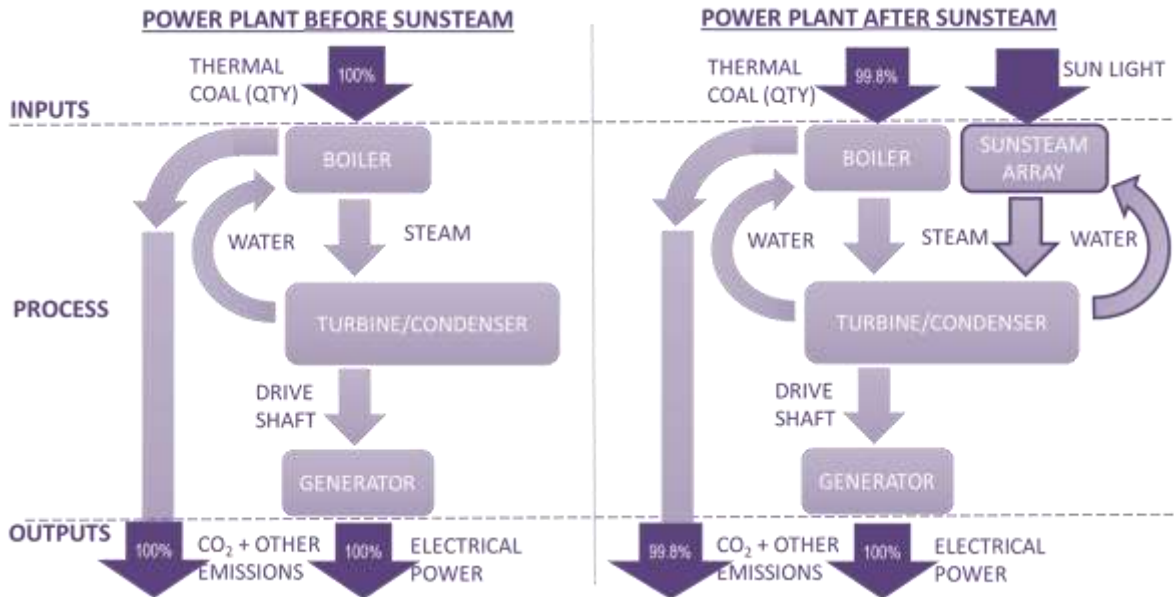 POWER PLANT BEFORE SUNSTEAM
THERMAL
COAL (QTY)
100%
INPUTS
BOILER
WATER
STEAM
PROCESS
TURBINE/CONDENSER
DRIVE
SHAFT
GENERATOR
OUTPUTS
100%
CO₂ + OTHER
EMISSIONS
100%
ELECTRICAL
POWER
POWER PLANT AFTER SUNSTEAM
THERMAL
COAL (QTY)
99.8%
SUN LIGHT
BOILER
SUNSTEAM
ARRAY
WATER
STEAM
WATER
TURBINE/CONDENSER
DRIVE
SHAFT
GENERATOR
99.8%
CO₂ + OTHER
EMISSIONS
100%
ELECTRICAL
POWER